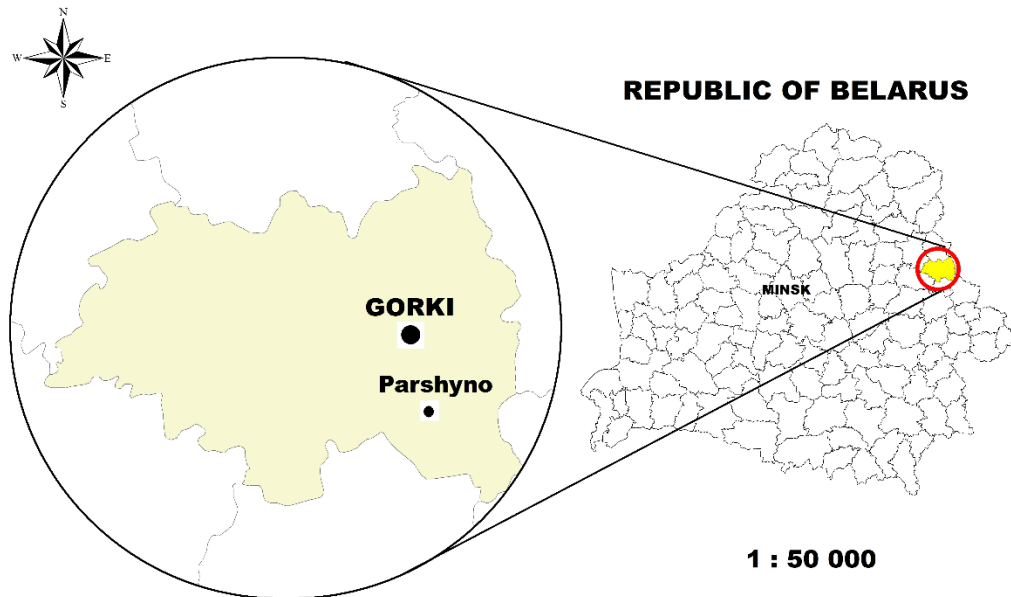 N
W E
S
REPUBLIC OF BELARUS
MINSK
GORKI
Parshyno
1 : 50 000